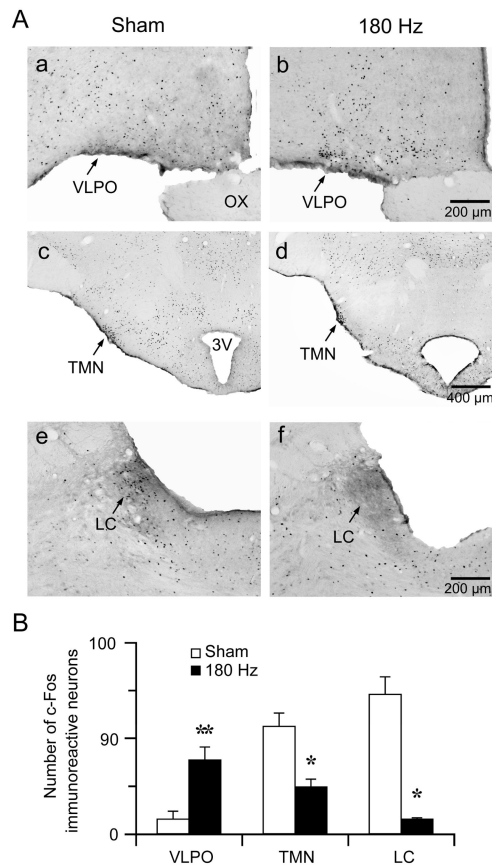 A
Sham
180 Hz
a
b
VLPO
OX
VLPO
200 µm
c
d
TMN
3V
TMN
400 µm
e
f
LC
LC
200 µm
B
Number of c-Fos
immunoreactive neurons
100
90
0
Sham
180 Hz
**
*
*
VLPO
TMN
LC